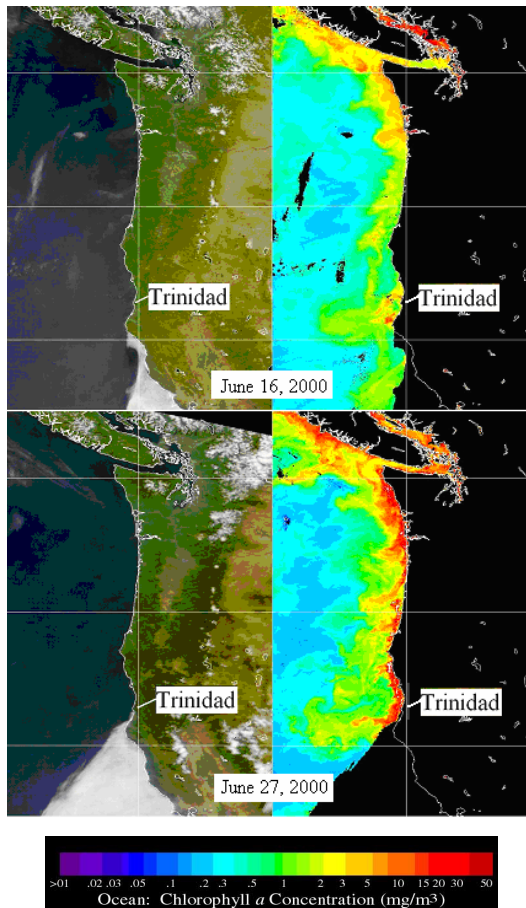 Trinidad
Trinidad
June 16, 2000
Trinidad
Trinidad
June 27, 2000
>01 .02 .03 .05 .1 .2 .3 .5 1 2 3 5 10 15 20 30 50
Ocean: Chlorophyll a Concentration (mg/m3)